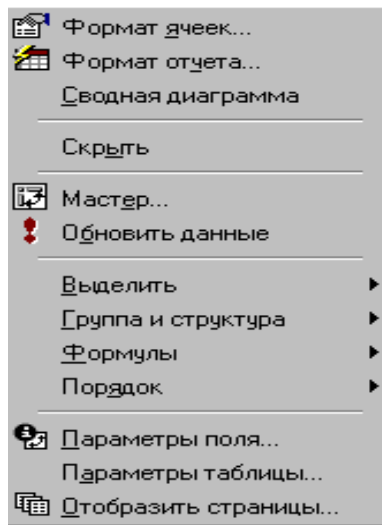 Формат ячеек...
Формат отчета...
Сводная диаграмма
Скрыть
Мастер...
Обновить данные
Выделить
Группа и структура
Формулы
Порядок
Параметры поля...
Параметры таблицы...
Отобразить страницы...